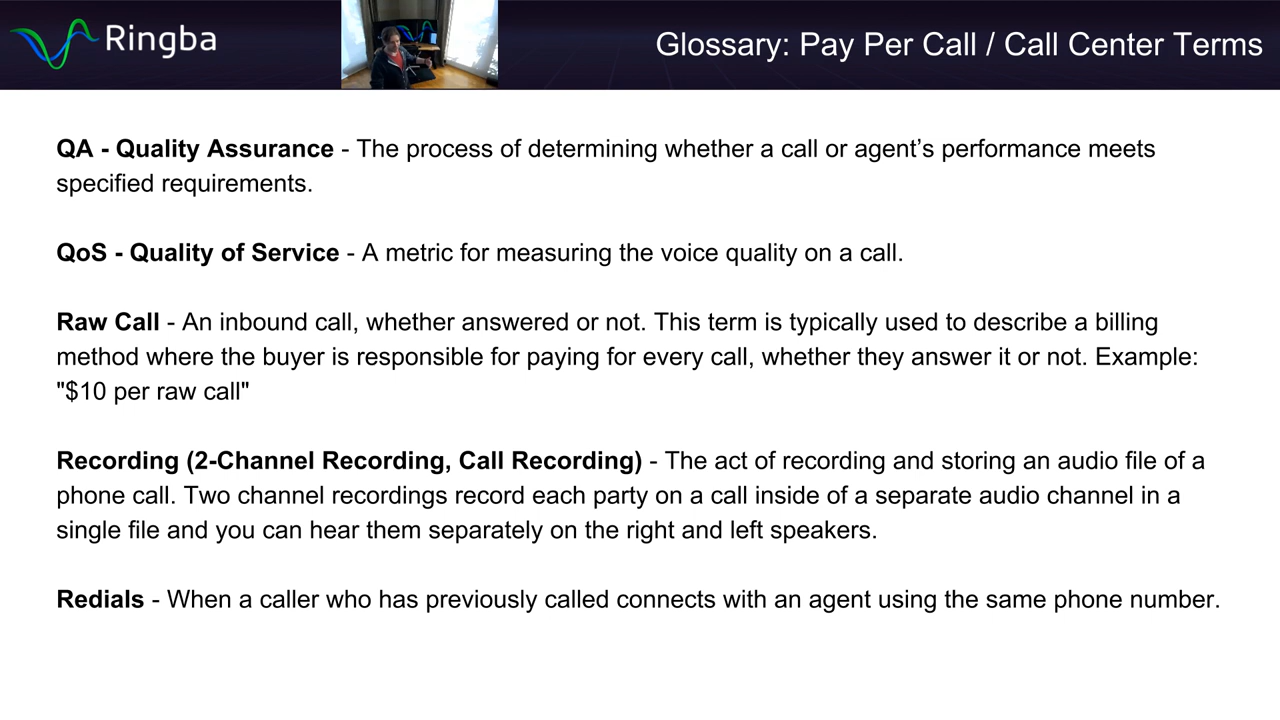 Ringba
Glossary: Pay Per Call / Call Center Terms
QA - Quality Assurance - The process of determining whether a call or agent’s performance meets
specified requirements.
QoS - Quality of Service - A metric for measuring the voice quality on a call.
Raw Call - An inbound call, whether answered or not. This term is typically used to describe a billing
method where the buyer is responsible for paying for every call, whether they answer it or not. Example:
"$10 per raw call"
Recording (2-Channel Recording, Call Recording) - The act of recording and storing an audio file of a
phone call. Two channel recordings record each party on a call inside of a separate audio channel in a
single file and you can hear them separately on the right and left speakers.
Redials - When a caller who has previously called connects with an agent using the same phone number.